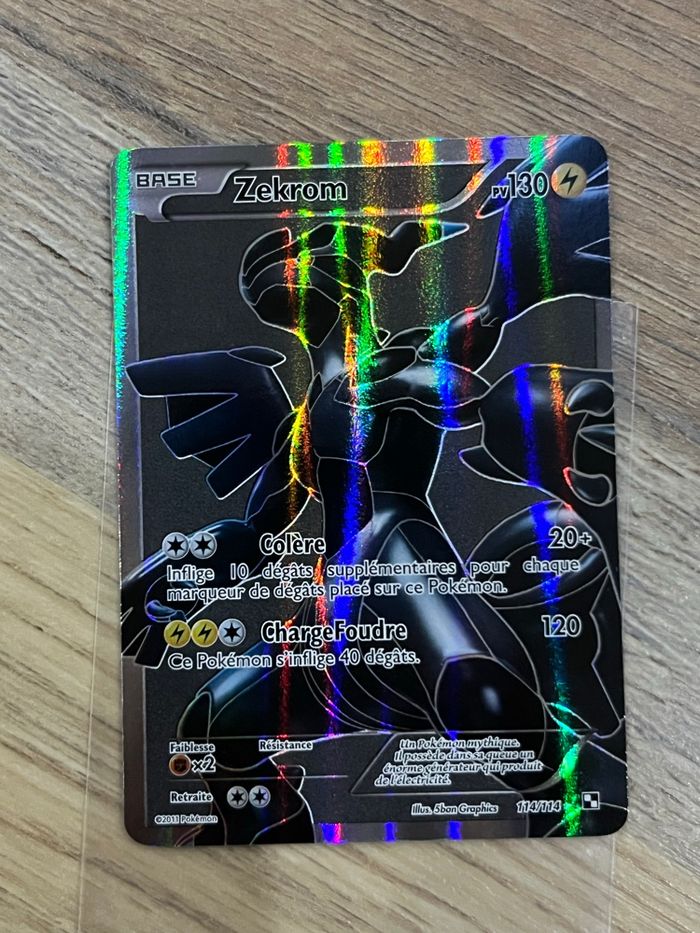 BASE Zekrom PV130
Colère 20+
Inflige 10 dégâts supplémentaires pour chaque
marqueur de dégâts placé sur ce Pokémon.
ChargeFoudre 120
Ce Pokémon s'inflige 40 dégâts.
Faiblesse Résistance
×2
Retraite
Un Pokémon mythique.
Il possède dans sa queue un
énorme générateur qui produit
de l'électricité.
Illus. 5ban Graphics 114/114
©2011 Pokémon